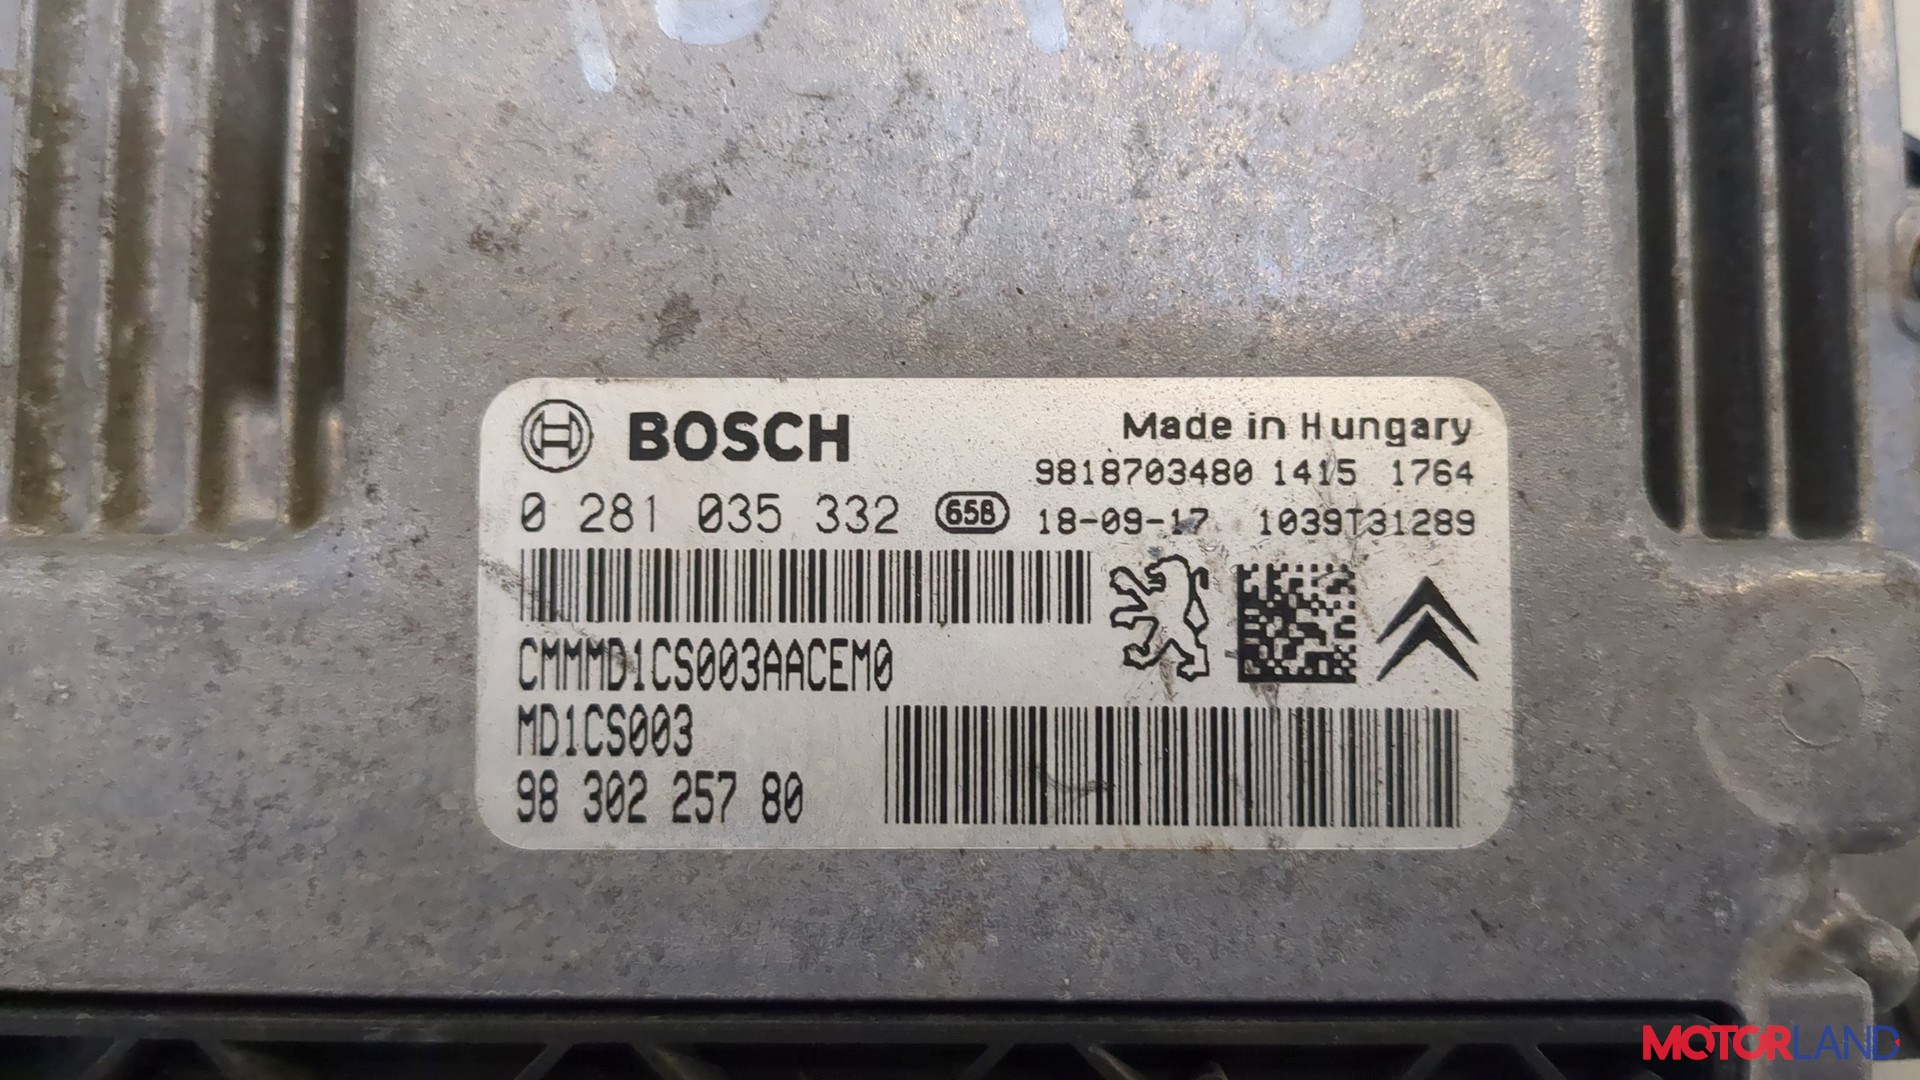 BOSCH
Made in Hungary
9818703480 1415 1764
0 281 035 332 658
18-09-17 1039T31289
CMMMD1CS003AACEM0
MD1CS003
98 302 257 80
MOTORLAND